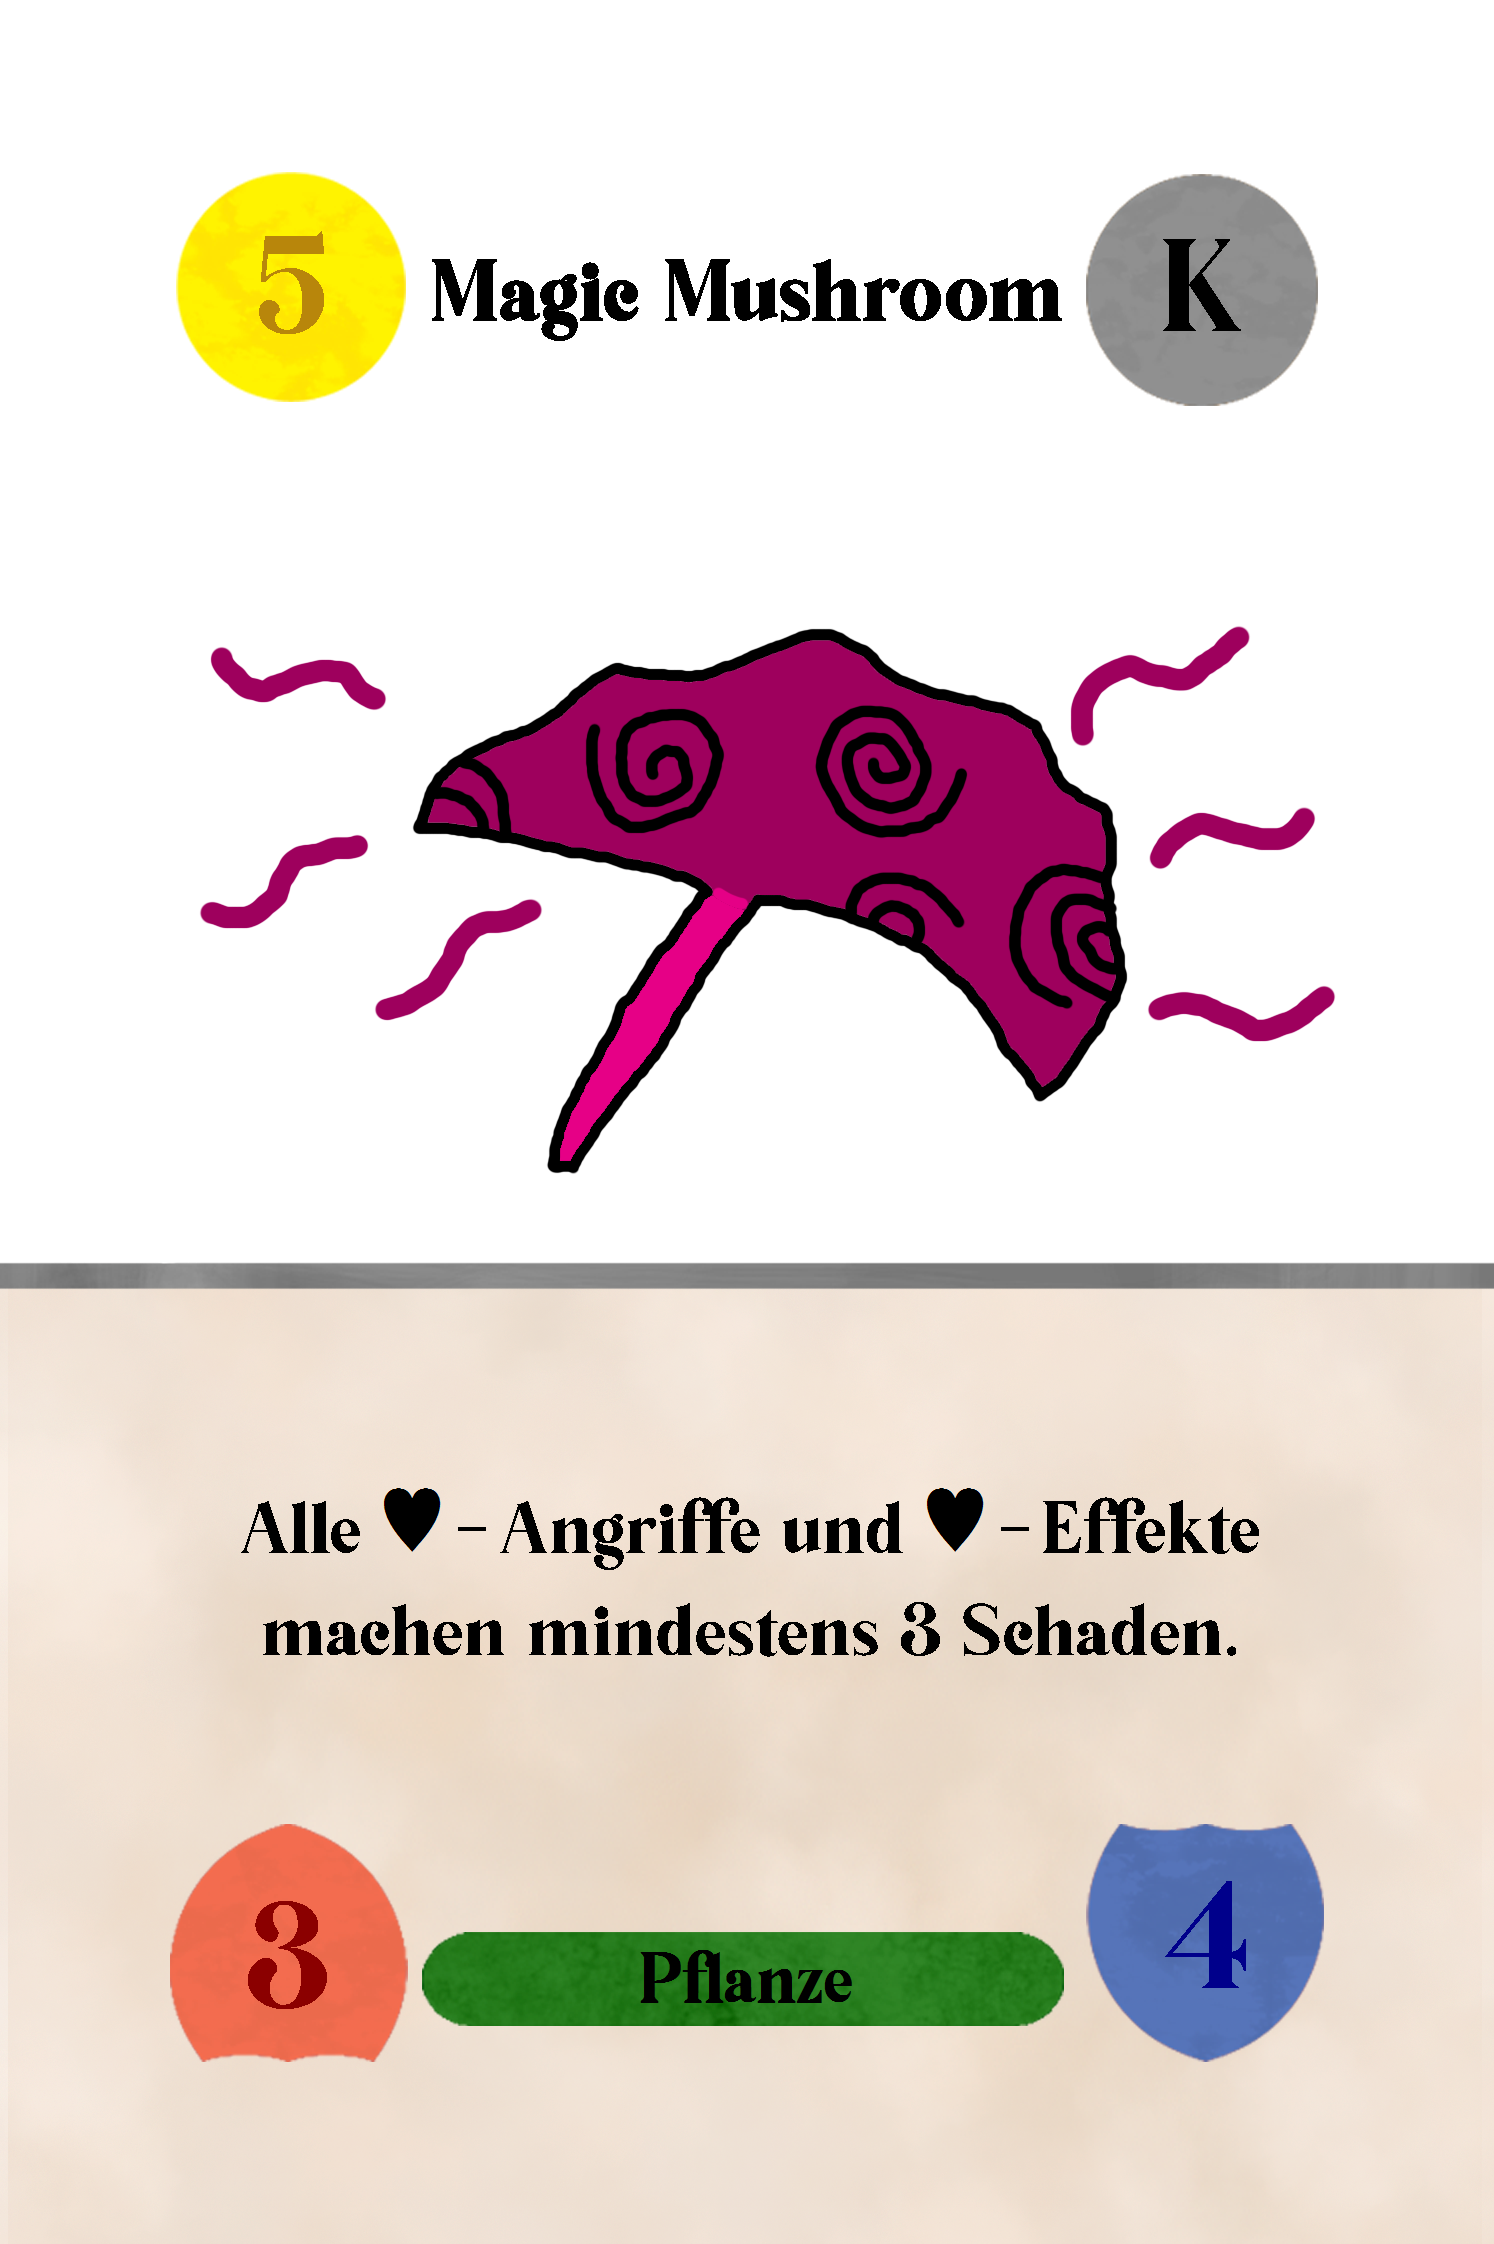 5 Magic Mushroom K
Alle ♥ - Angriffe und ♥ - Effekte
machen mindestens 3 Schaden.
3 Pflanze 4